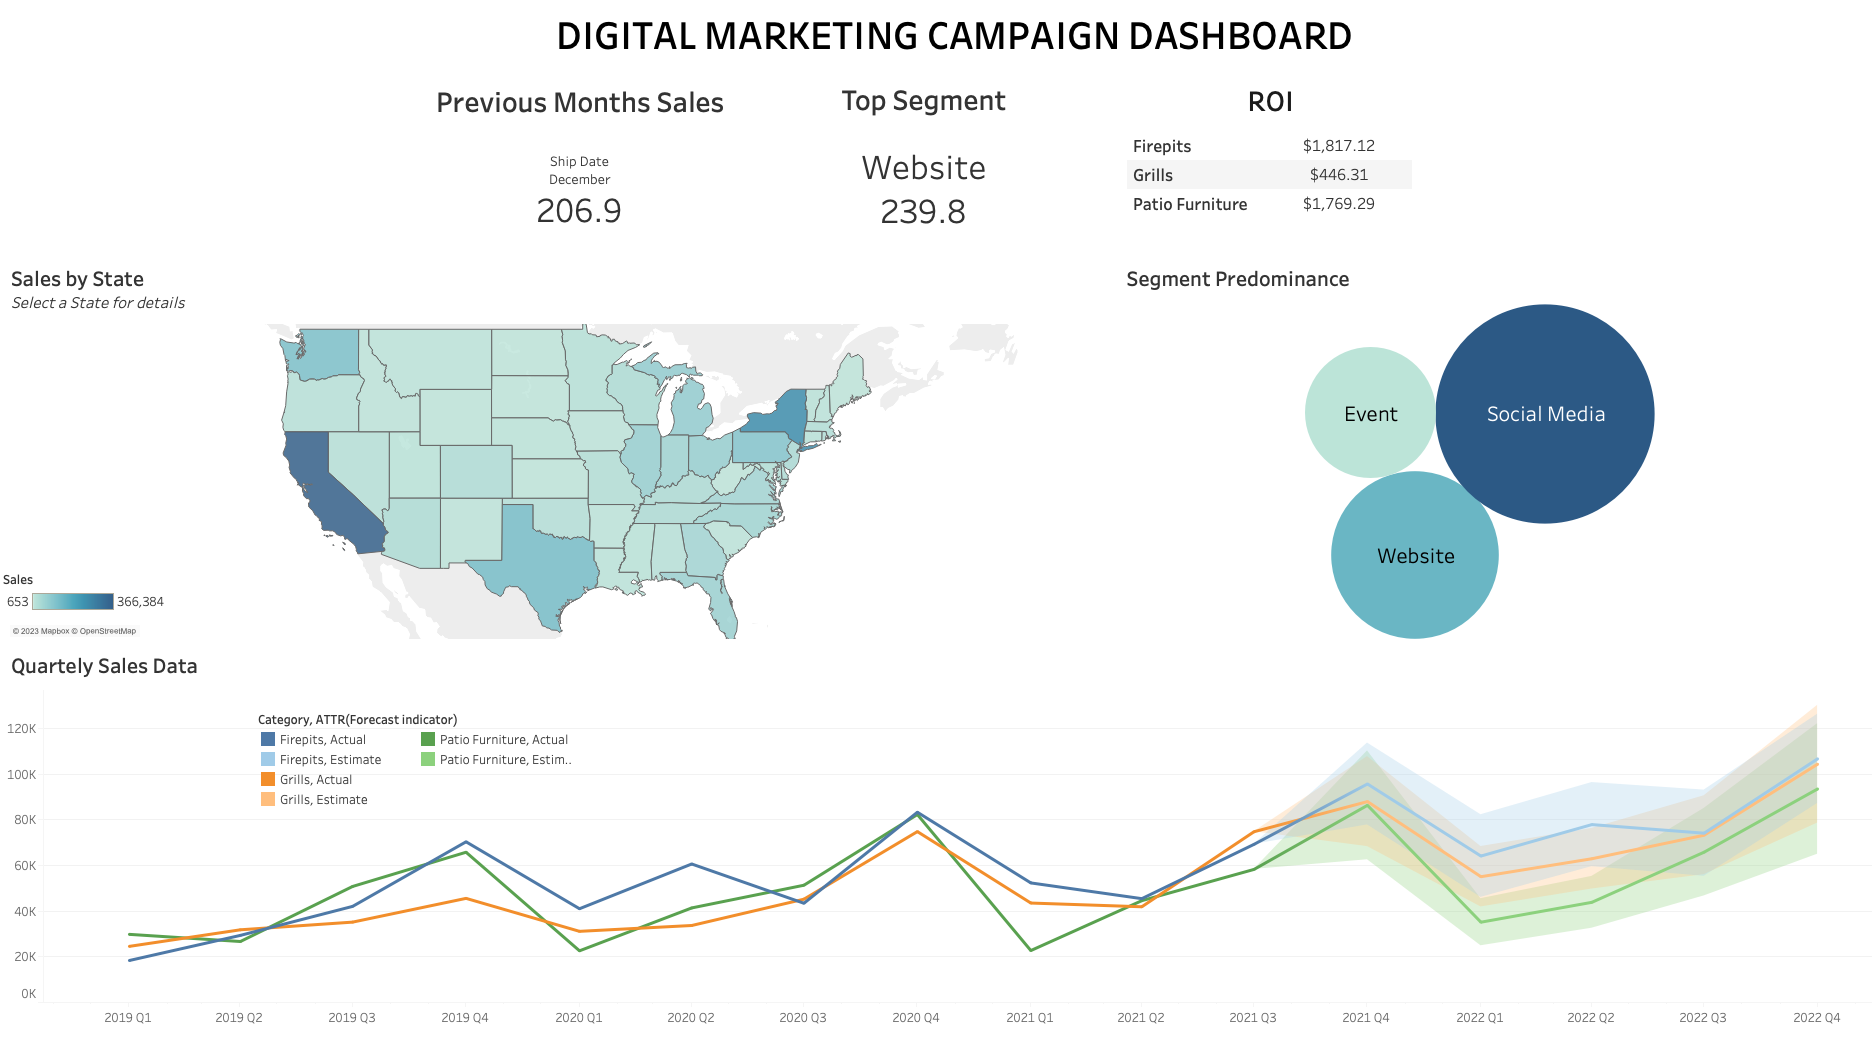 DIGITAL MARKETING CAMPAIGN DASHBOARD
Previous Months Sales
Ship Date
December
206.9
Top Segment
Website
239.8
ROI
Firepits $1,817.12
Grills $446.31
Patio Furniture $1,769.29
Sales by State
Select a State for details
Sales
653 366,384
© 2023 Mapbox © OpenStreetMap
Segment Predominance
Event
Social Media
Website
Quartely Sales Data
Category, ATTR(Forecast indicator)
Firepits, Actual
Firepits, Estimate
Grills, Actual
Grills, Estimate
Patio Furniture, Actual
Patio Furniture, Estim..
120K
100K
80K
60K
40K
20K
0K
2019 Q1 2019 Q2 2019 Q3 2019 Q4 2020 Q1 2020 Q2 2020 Q3 2020 Q4 2021 Q1 2021 Q2 2021 Q3 2021 Q4 2022 Q1 2022 Q2 2022 Q3 2022 Q4